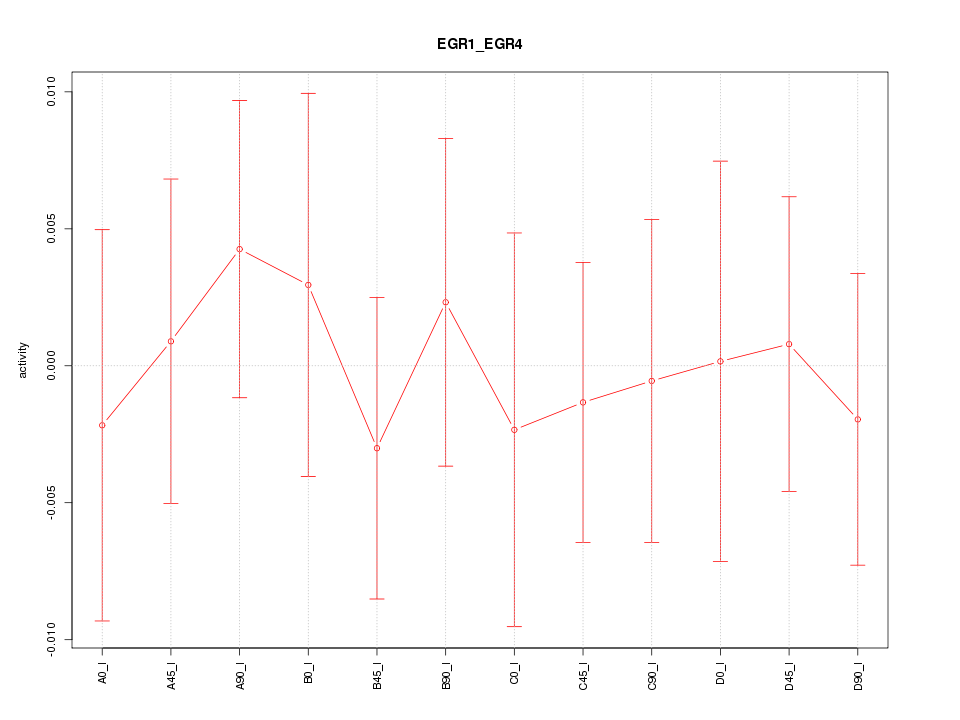 EGR1_EGR4
activity
0.010
0.005
0.000
-0.005
-0.010
A0_I
A45_I
A90_I
B0_I
B45_I
B90_I
C0_I
C45_I
C90_I
D0_I
D45_I
D90_I